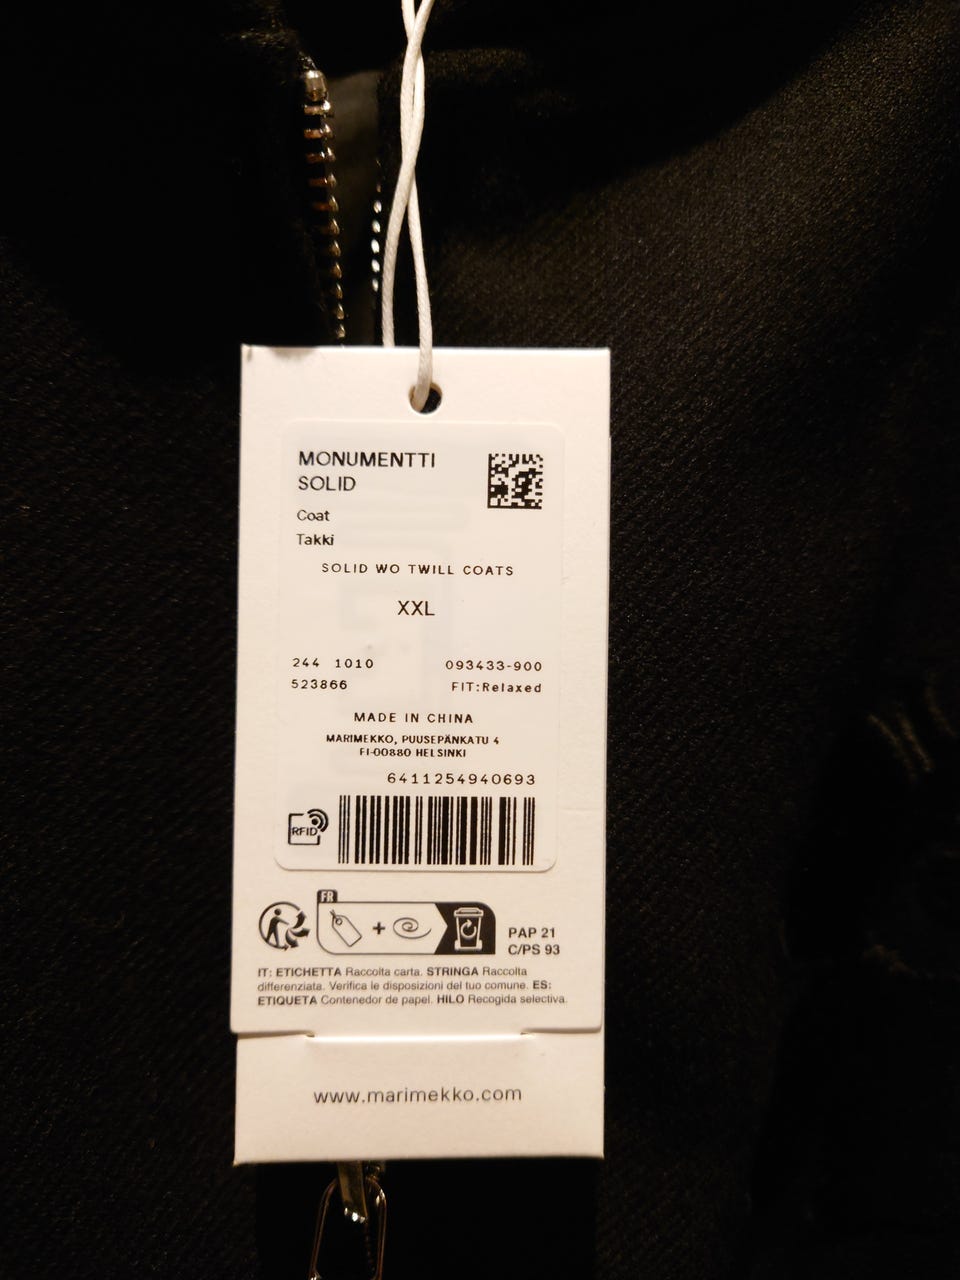 MONUMENTTI
SOLID
Coat
Takki
SOLID WO TWILL COATS
XXL
244 1010 093433-900
523866 FIT:Relaxed
MADE IN CHINA
MARIMEKKO, PUUSEPÄNKATU 4
FI-00880 HELSINKI
6411254940693
RFID
FR
PAP 21
C/PS 93
IT: ETICHETTA Raccolta carta. STRINGA Raccolta
differenziata. Verifica le disposizioni del tuo comune. ES:
ETIQUETA Contenedor de papel. HILO Recogida selectiva.
www.marimekko.com